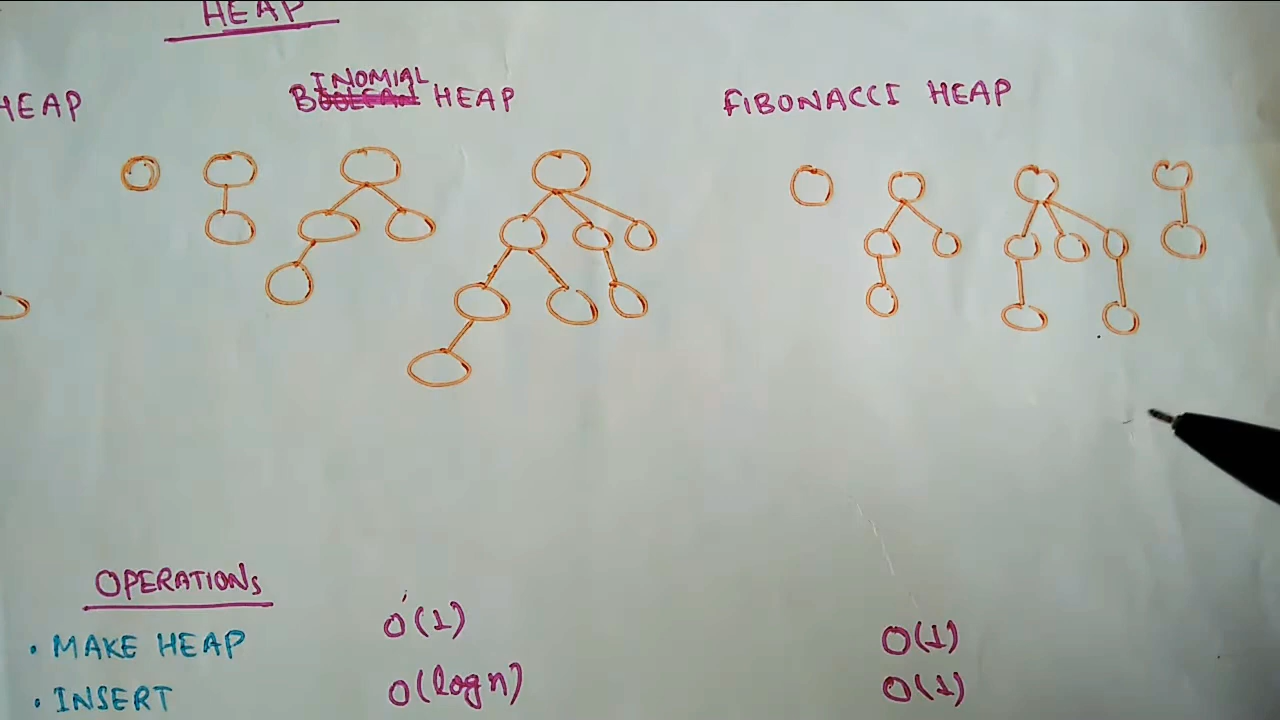 HEAP
HEAP
BINOMIAL HEAP
FIBONACCI HEAP
OPERATIONS
• MAKE HEAP O(1) O(1)
• INSERT O(log n) O(1)